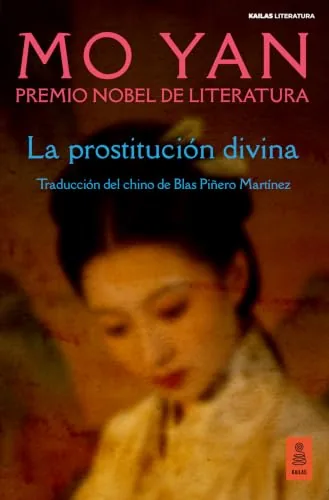 KAILAS LITERATURA
MO YAN
PREMIO NOBEL DE LITERATURA
La prostitución divina
Traducción del chino de Blas Piñero Martínez
KAILAS